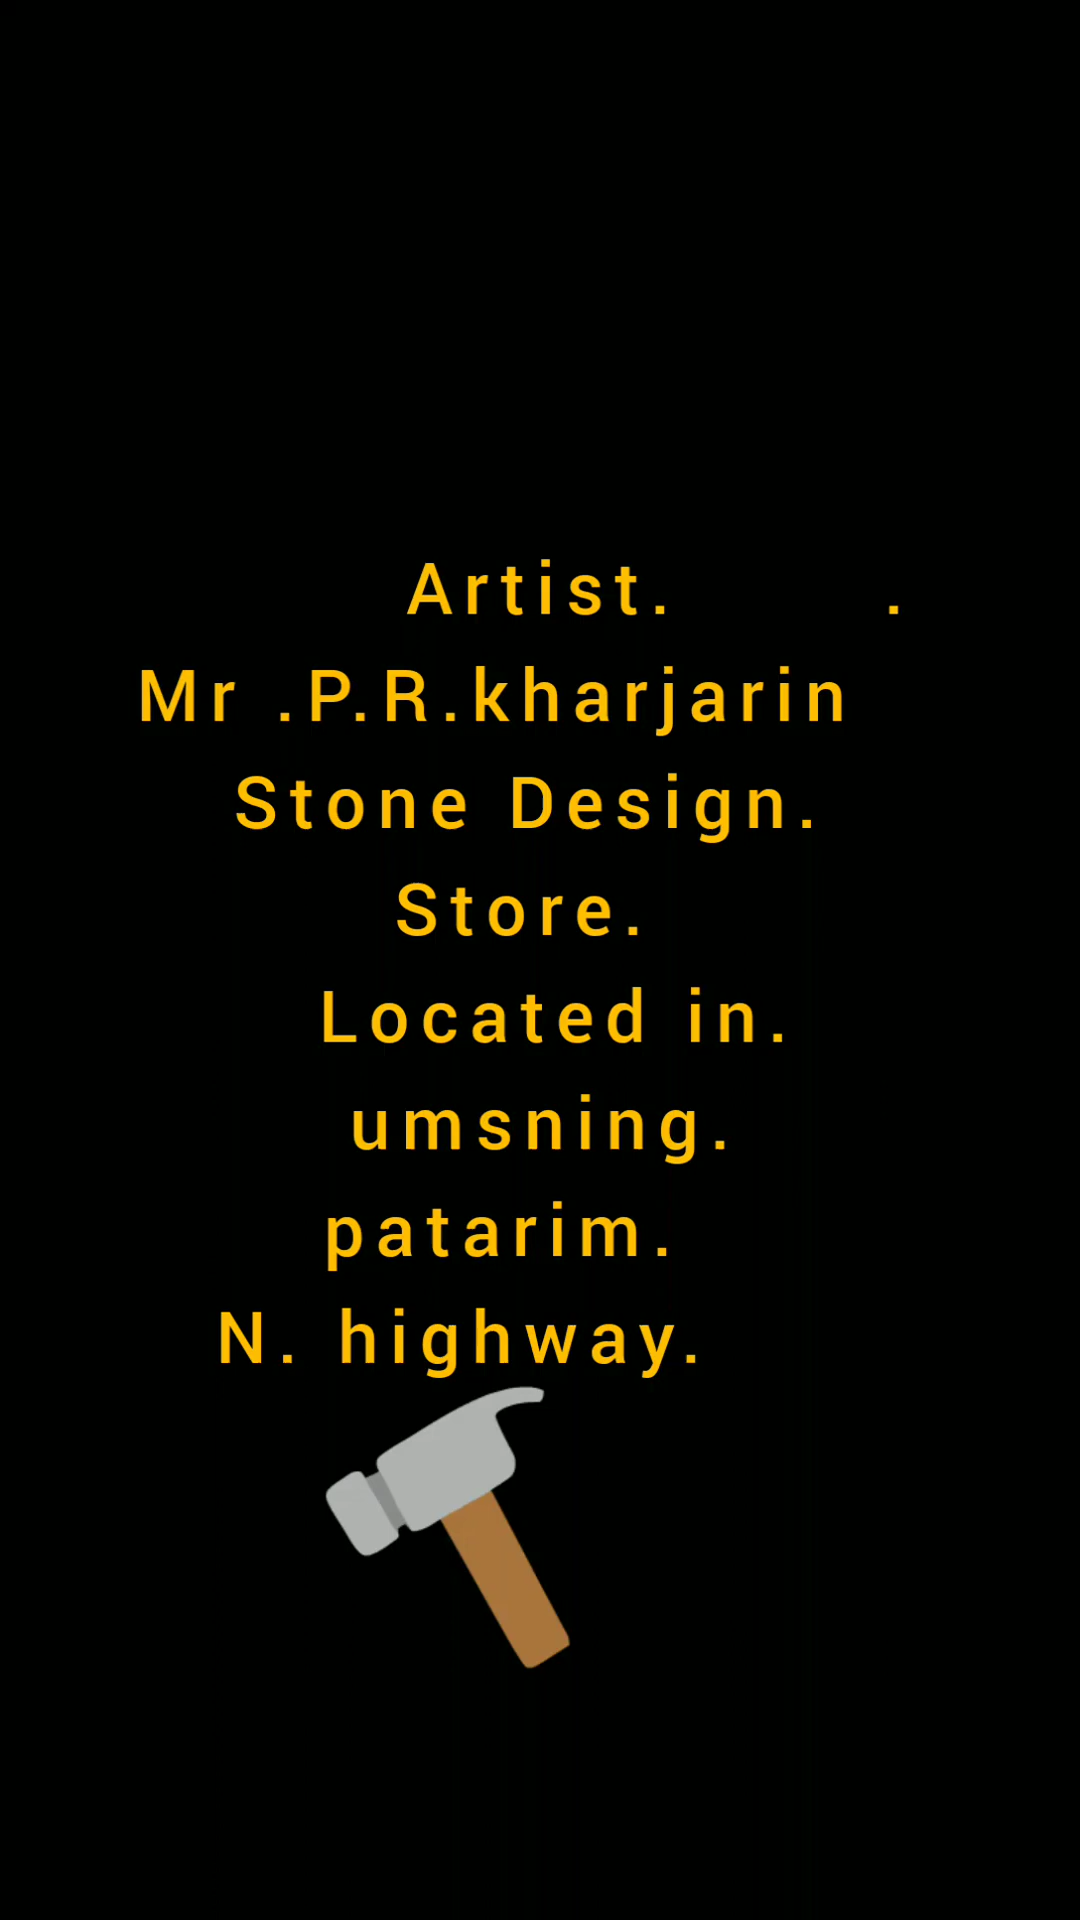 Artist. .
Mr .P.R.kharjarin
Stone Design.
Store.
Located in.
umsning.
patarim.
N. highway.